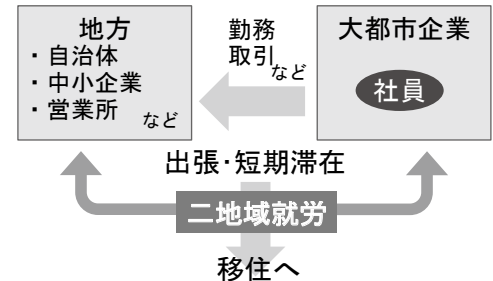 地方
・自治体
・中小企業
・営業所 など
勤務
取引など
大都市企業
社員
出張・短期滞在
二地域就労
移住へ